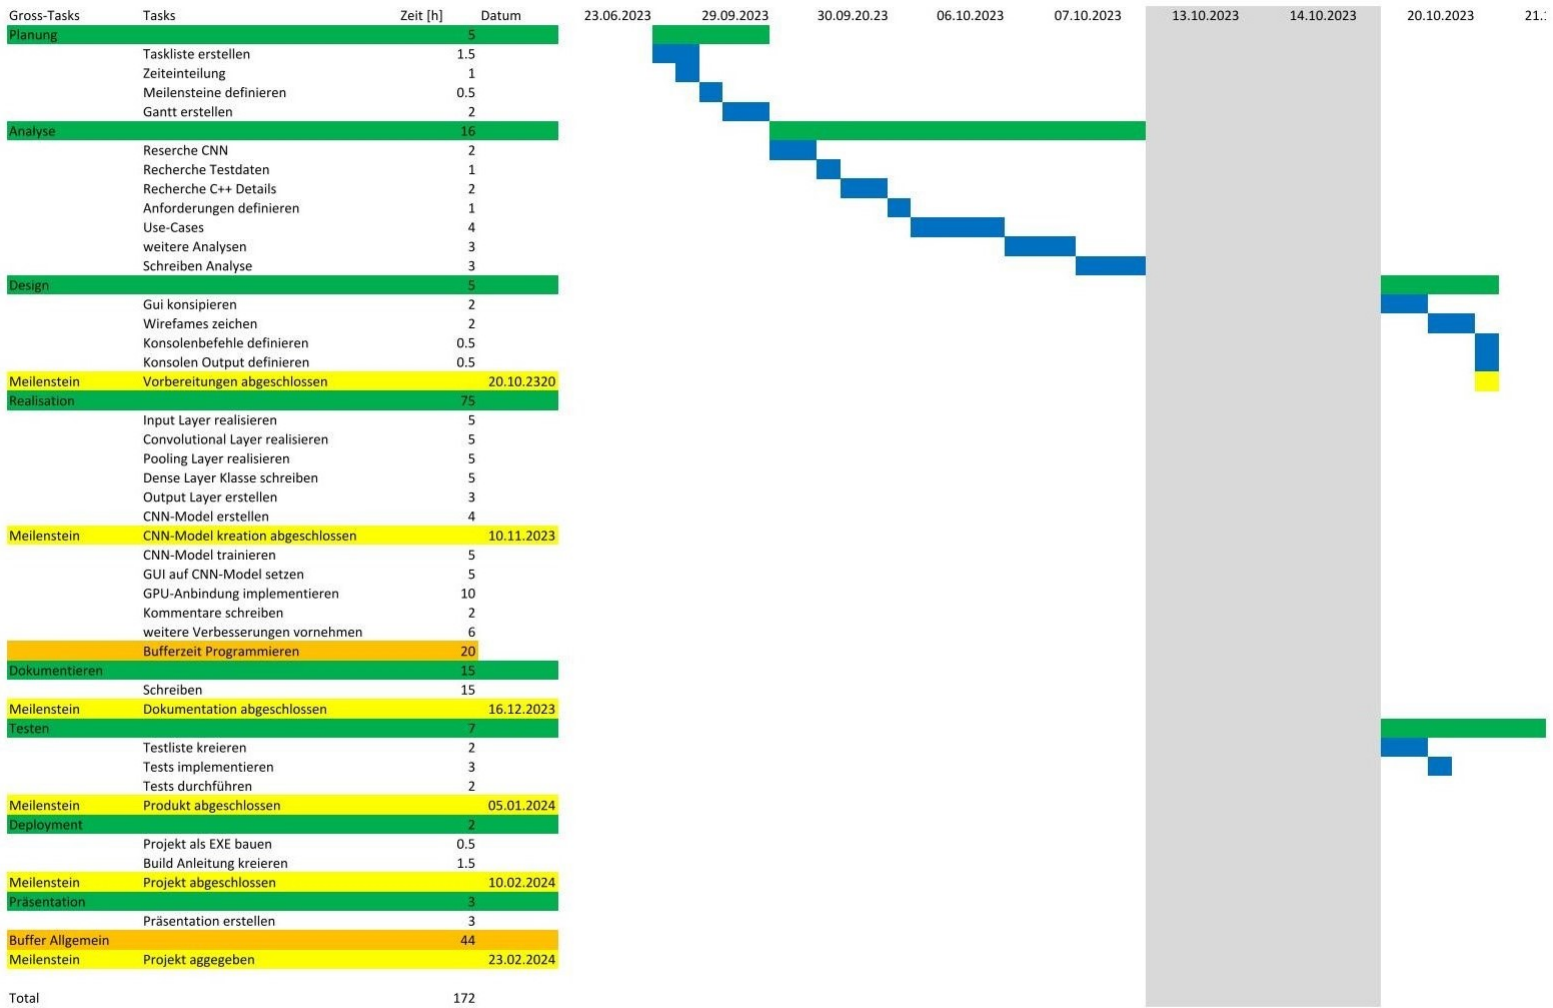 Gross-Tasks Tasks Zeit [h] Datum 23.06.2023 29.09.2023 30.09.20.23 06.10.2023 07.10.2023 13.10.2023 14.10.2023 20.10.2023 21.:
Planung 5
Taskliste erstellen 1.5
Zeiteinteilung 1
Meilensteine definieren 0.5
Gantt erstellen 2
Analyse 16
Reserche CNN 2
Recherche Testdaten 1
Recherche C++ Details 2
Anforderungen definieren 1
Use-Cases 4
weitere Analysen 3
Schreiben Analyse 3
Design 5
Gui konsipieren 2
Wirefames zeichen 2
Konsolenbefehle definieren 0.5
Konsolen Output definieren 0.5
Meilenstein Vorbereitungen abgeschlossen 20.10.2320
Realisation 75
Input Layer realisieren 5
Convolutional Layer realisieren 5
Pooling Layer realisieren 5
Dense Layer Klasse schreiben 5
Output Layer erstellen 3
CNN-Model erstellen 4
Meilenstein CNN-Model kreation abgeschlossen 10.11.2023
CNN-Model trainieren 5
GUI auf CNN-Model setzen 5
GPU-Anbindung implementieren 10
Kommentare schreiben 2
weitere Verbesserungen vornehmen 6
Bufferzeit Programmieren 20
Dokumentieren 15
Schreiben 15
Meilenstein Dokumentation abgeschlossen 16.12.2023
Testen 7
Testliste kreieren 2
Tests implementieren 3
Tests durchführen 2
Meilenstein Produkt abgeschlossen 05.01.2024
Deployment 2
Projekt als EXE bauen 0.5
Build Anleitung kreieren 1.5
Meilenstein Projekt abgeschlossen 10.02.2024
Präsentation 3
Präsentation erstellen 3
Buffer Allgemein 44
Meilenstein Projekt aggegeben 23.02.2024
Total 172